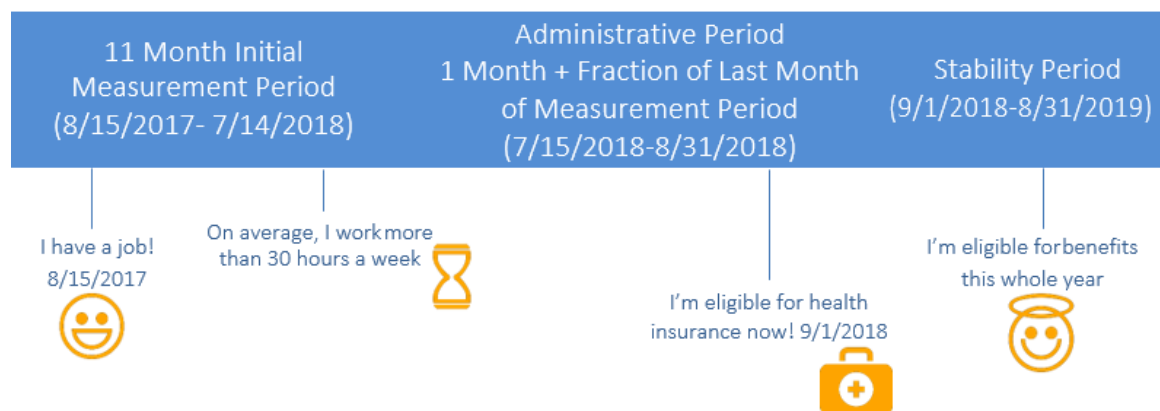 11 Month Initial
Measurement Period
(8/15/2017- 7/14/2018)
Administrative Period
1 Month + Fraction of Last Month
of Measurement Period
(7/15/2018-8/31/2018)
Stability Period
(9/1/2018-8/31/2019)
I have a job!
8/15/2017
On average, I work more
than 30 hours a week
I’m eligible for health
insurance now! 9/1/2018
I’m eligible forbenefits
this whole year